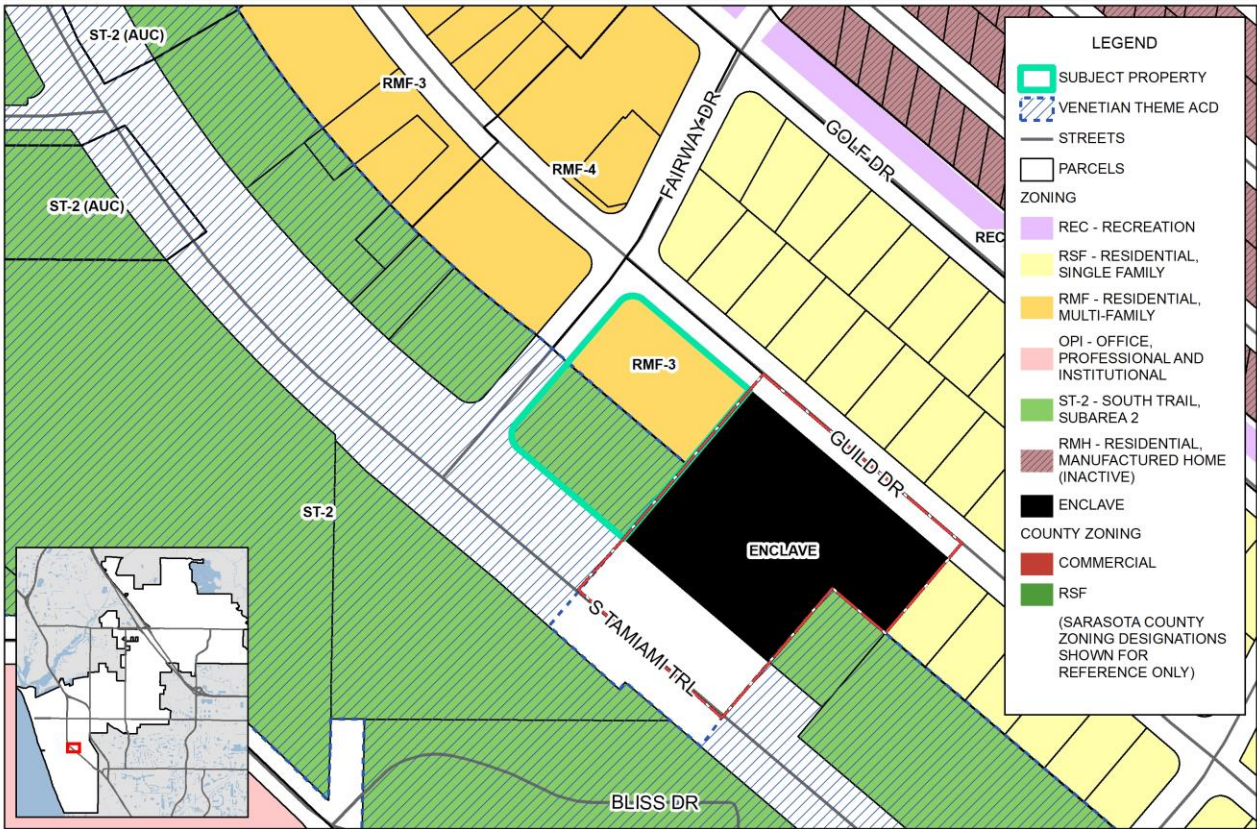 ST-2 (AUC)
RMF-3
RMF-4
FAIRWAY DR
GOLF DR
REC
ST-2 (AUC)
RMF-3
GUILD DR
ST-2
ENCLAVE
S TAMIAMI TRL
BLISS DR
LEGEND
SUBJECT PROPERTY
VENETIAN THEME ACD
STREETS
PARCELS
ZONING
REC - RECREATION
RSF - RESIDENTIAL,
SINGLE FAMILY
RMF - RESIDENTIAL,
MULTI-FAMILY
OPI - OFFICE,
PROFESSIONAL AND
INSTITUTIONAL
ST-2 - SOUTH TRAIL,
SUBAREA 2
RMH - RESIDENTIAL,
MANUFACTURED HOME
(INACTIVE)
ENCLAVE
COUNTY ZONING
COMMERCIAL
RSF
(SARASOTA COUNTY
ZONING DESIGNATIONS
SHOWN FOR
REFERENCE ONLY)